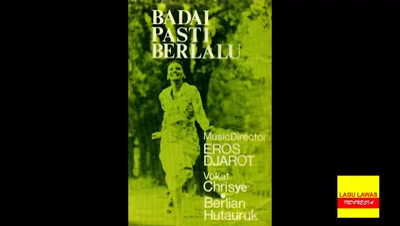 BADAI
PASTI
BERLALU
Music Director
EROS
DJAROT
Vokal
Chrisye
Berlian
Hutauruk
LAGU LAWAS
INDONESIA